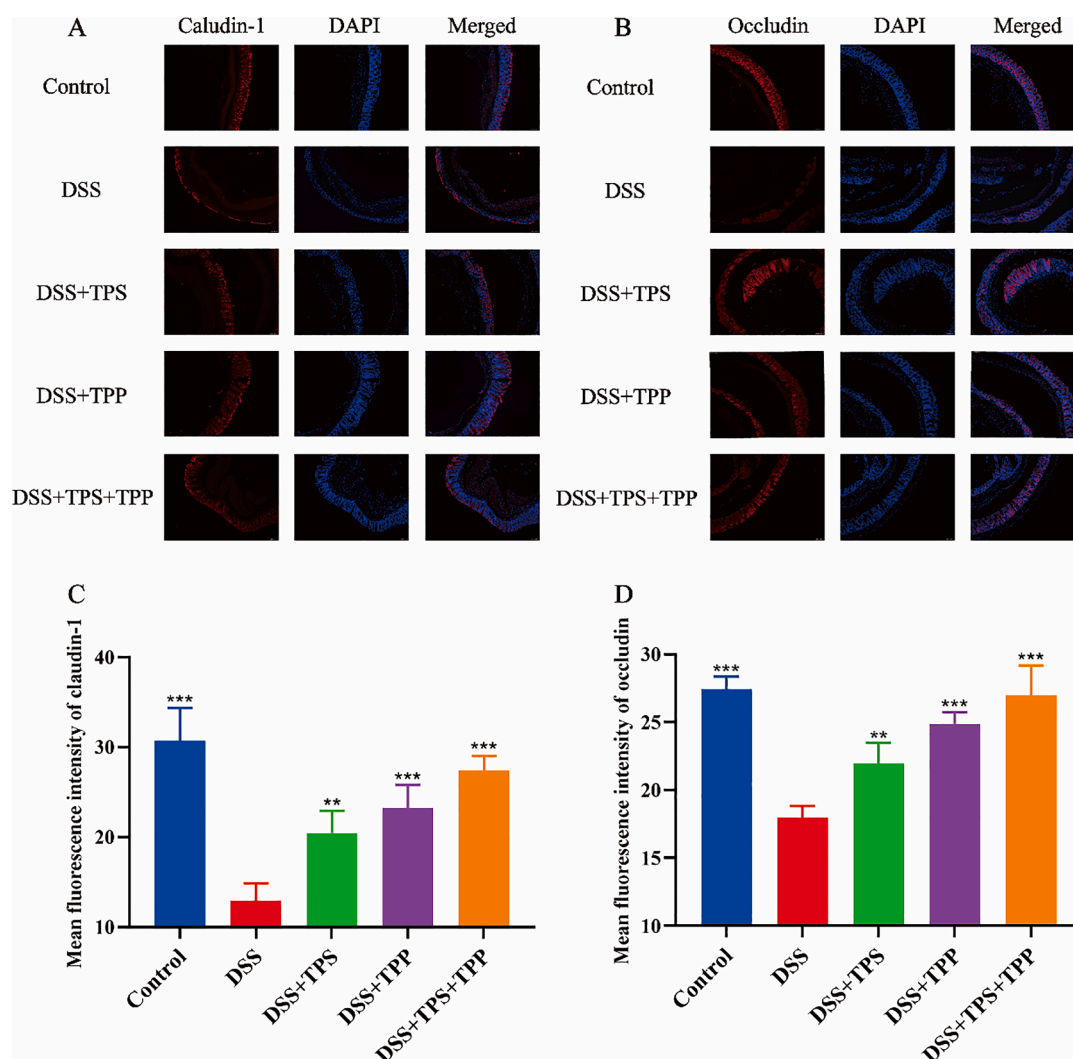 A Caludin-1 DAPI Merged
Control
DSS
DSS+TPS
DSS+TPP
DSS+TPS+TPP
B Occludin DAPI Merged
Control
DSS
DSS+TPS
DSS+TPP
DSS+TPS+TPP
C
Mean fluorescence intensity of claudin-1
40
30
20
10
*** ** *** ***
Control DSS DSS+TPS DSS+TPP DSS+TPS+TPP
D
Mean fluorescence intensity of occludin
30
25
20
15
10
*** ** *** ***
Control DSS DSS+TPS DSS+TPP DSS+TPS+TPP